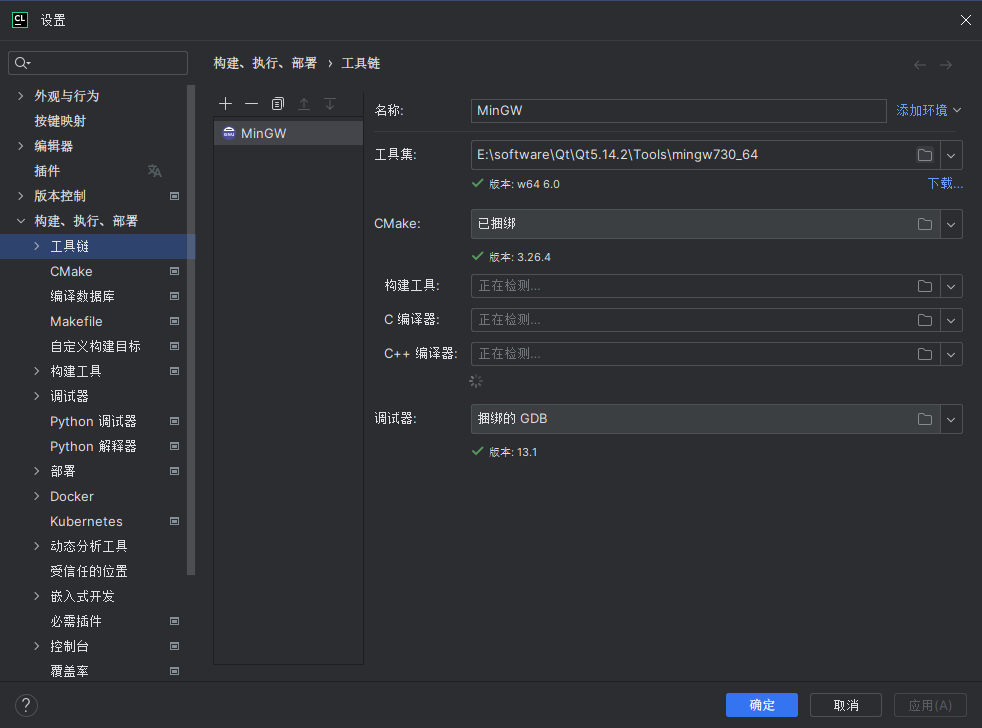 CL 设置
构建、执行、部署 › 工具链
外观与行为
按键映射
编辑器
插件
版本控制
构建、执行、部署
工具链
CMake
编译数据库
Makefile
自定义构建目标
构建工具
调试器
Python 调试器
Python 解释器
部署
Docker
Kubernetes
动态分析工具
受信任的位置
嵌入式开发
必需插件
控制台
覆盖率
MinGW
名称: MinGW 添加环境
工具集: E:\software\Qt\Qt5.14.2\Tools\mingw730_64
版本: w64 6.0 下载...
CMake: 已捆绑
版本: 3.26.4
构建工具: 正在检测...
C 编译器: 正在检测...
C++ 编译器: 正在检测...
调试器: 捆绑的 GDB
版本: 13.1
? 确定 取消 应用(A)